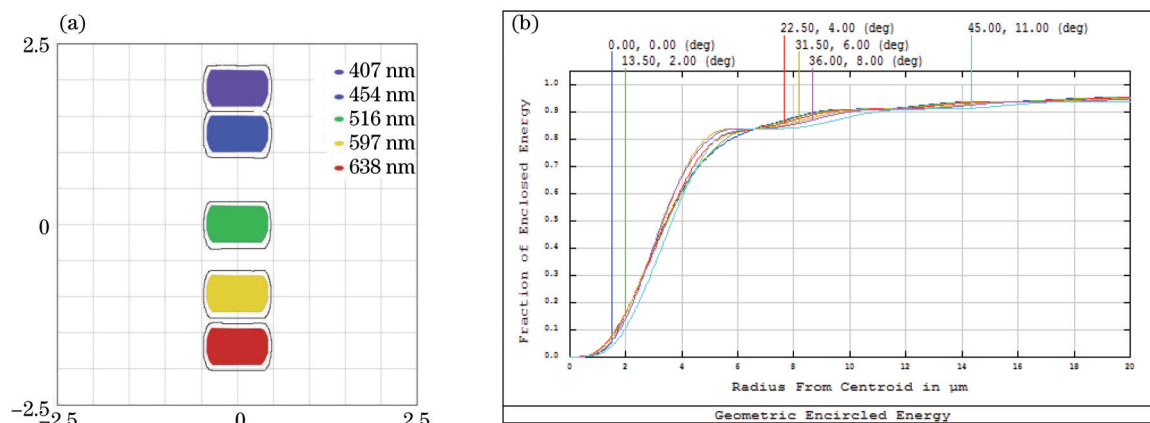 (a)
2.5
0
−2.5
−2.5
0
2.5
407 nm
454 nm
516 nm
597 nm
638 nm
(b)
0.00, 0.00 (deg)
13.50, 2.00 (deg)
22.50, 4.00 (deg)
31.50, 6.00 (deg)
36.00, 8.00 (deg)
45.00, 11.00 (deg)
Fraction of Enclosed Energy
1.0
0.9
0.8
0.7
0.6
0.5
0.4
0.3
0.2
0.1
0.0
0 2 4 6 8 10 12 14 16 18 20
Radius From Centroid in µm
Geometric Encircled Energy